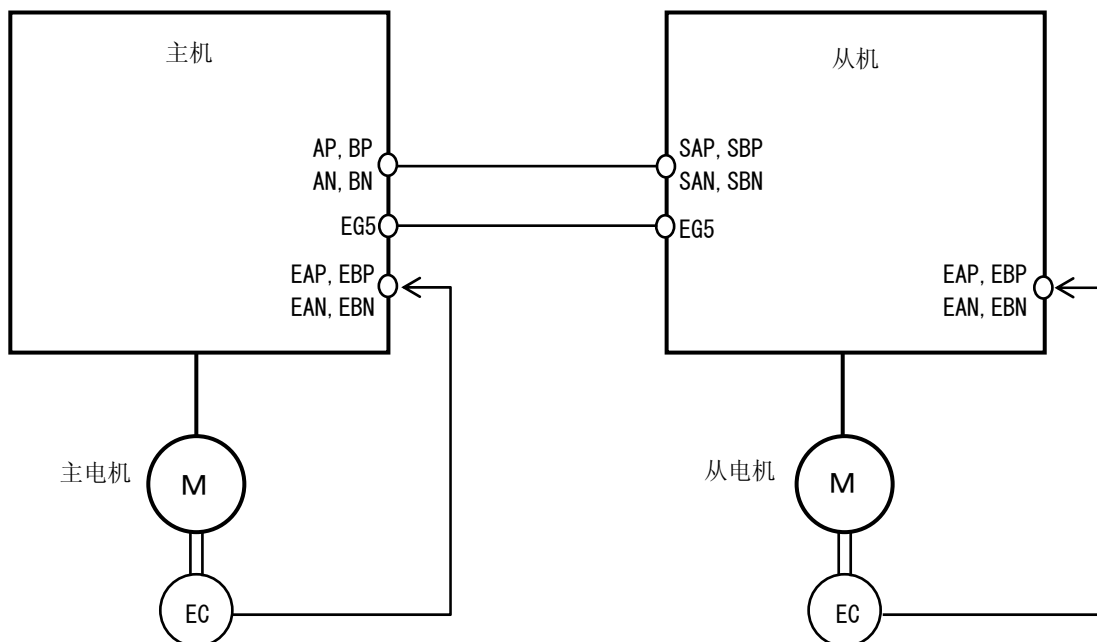 主机
AP, BP
AN, BN
EG5
EAP, EBP
EAN, EBN
主电机
M
EC
从机
SAP, SBP
SAN, SBN
EG5
EAP, EBP
EAN, EBN
从电机
M
EC